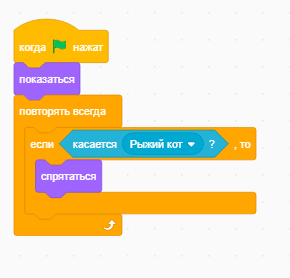 когда нажат
показаться
повторять всегда
если касается Рыжий кот ? , то
спрятаться